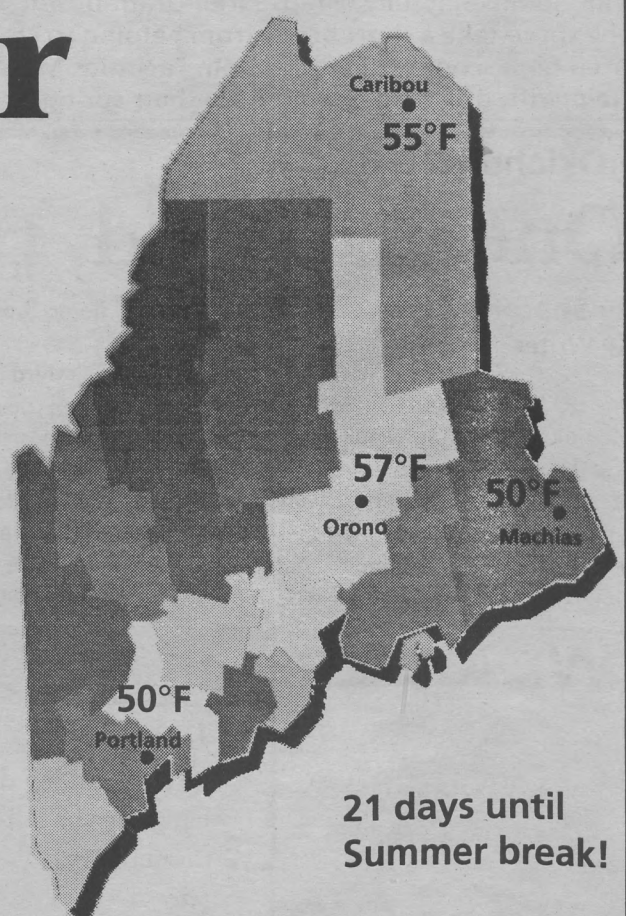 r
Caribou
55°F
57°F
Orono
50°F
Machias
50°F
Portland
21 days until
Summer break!